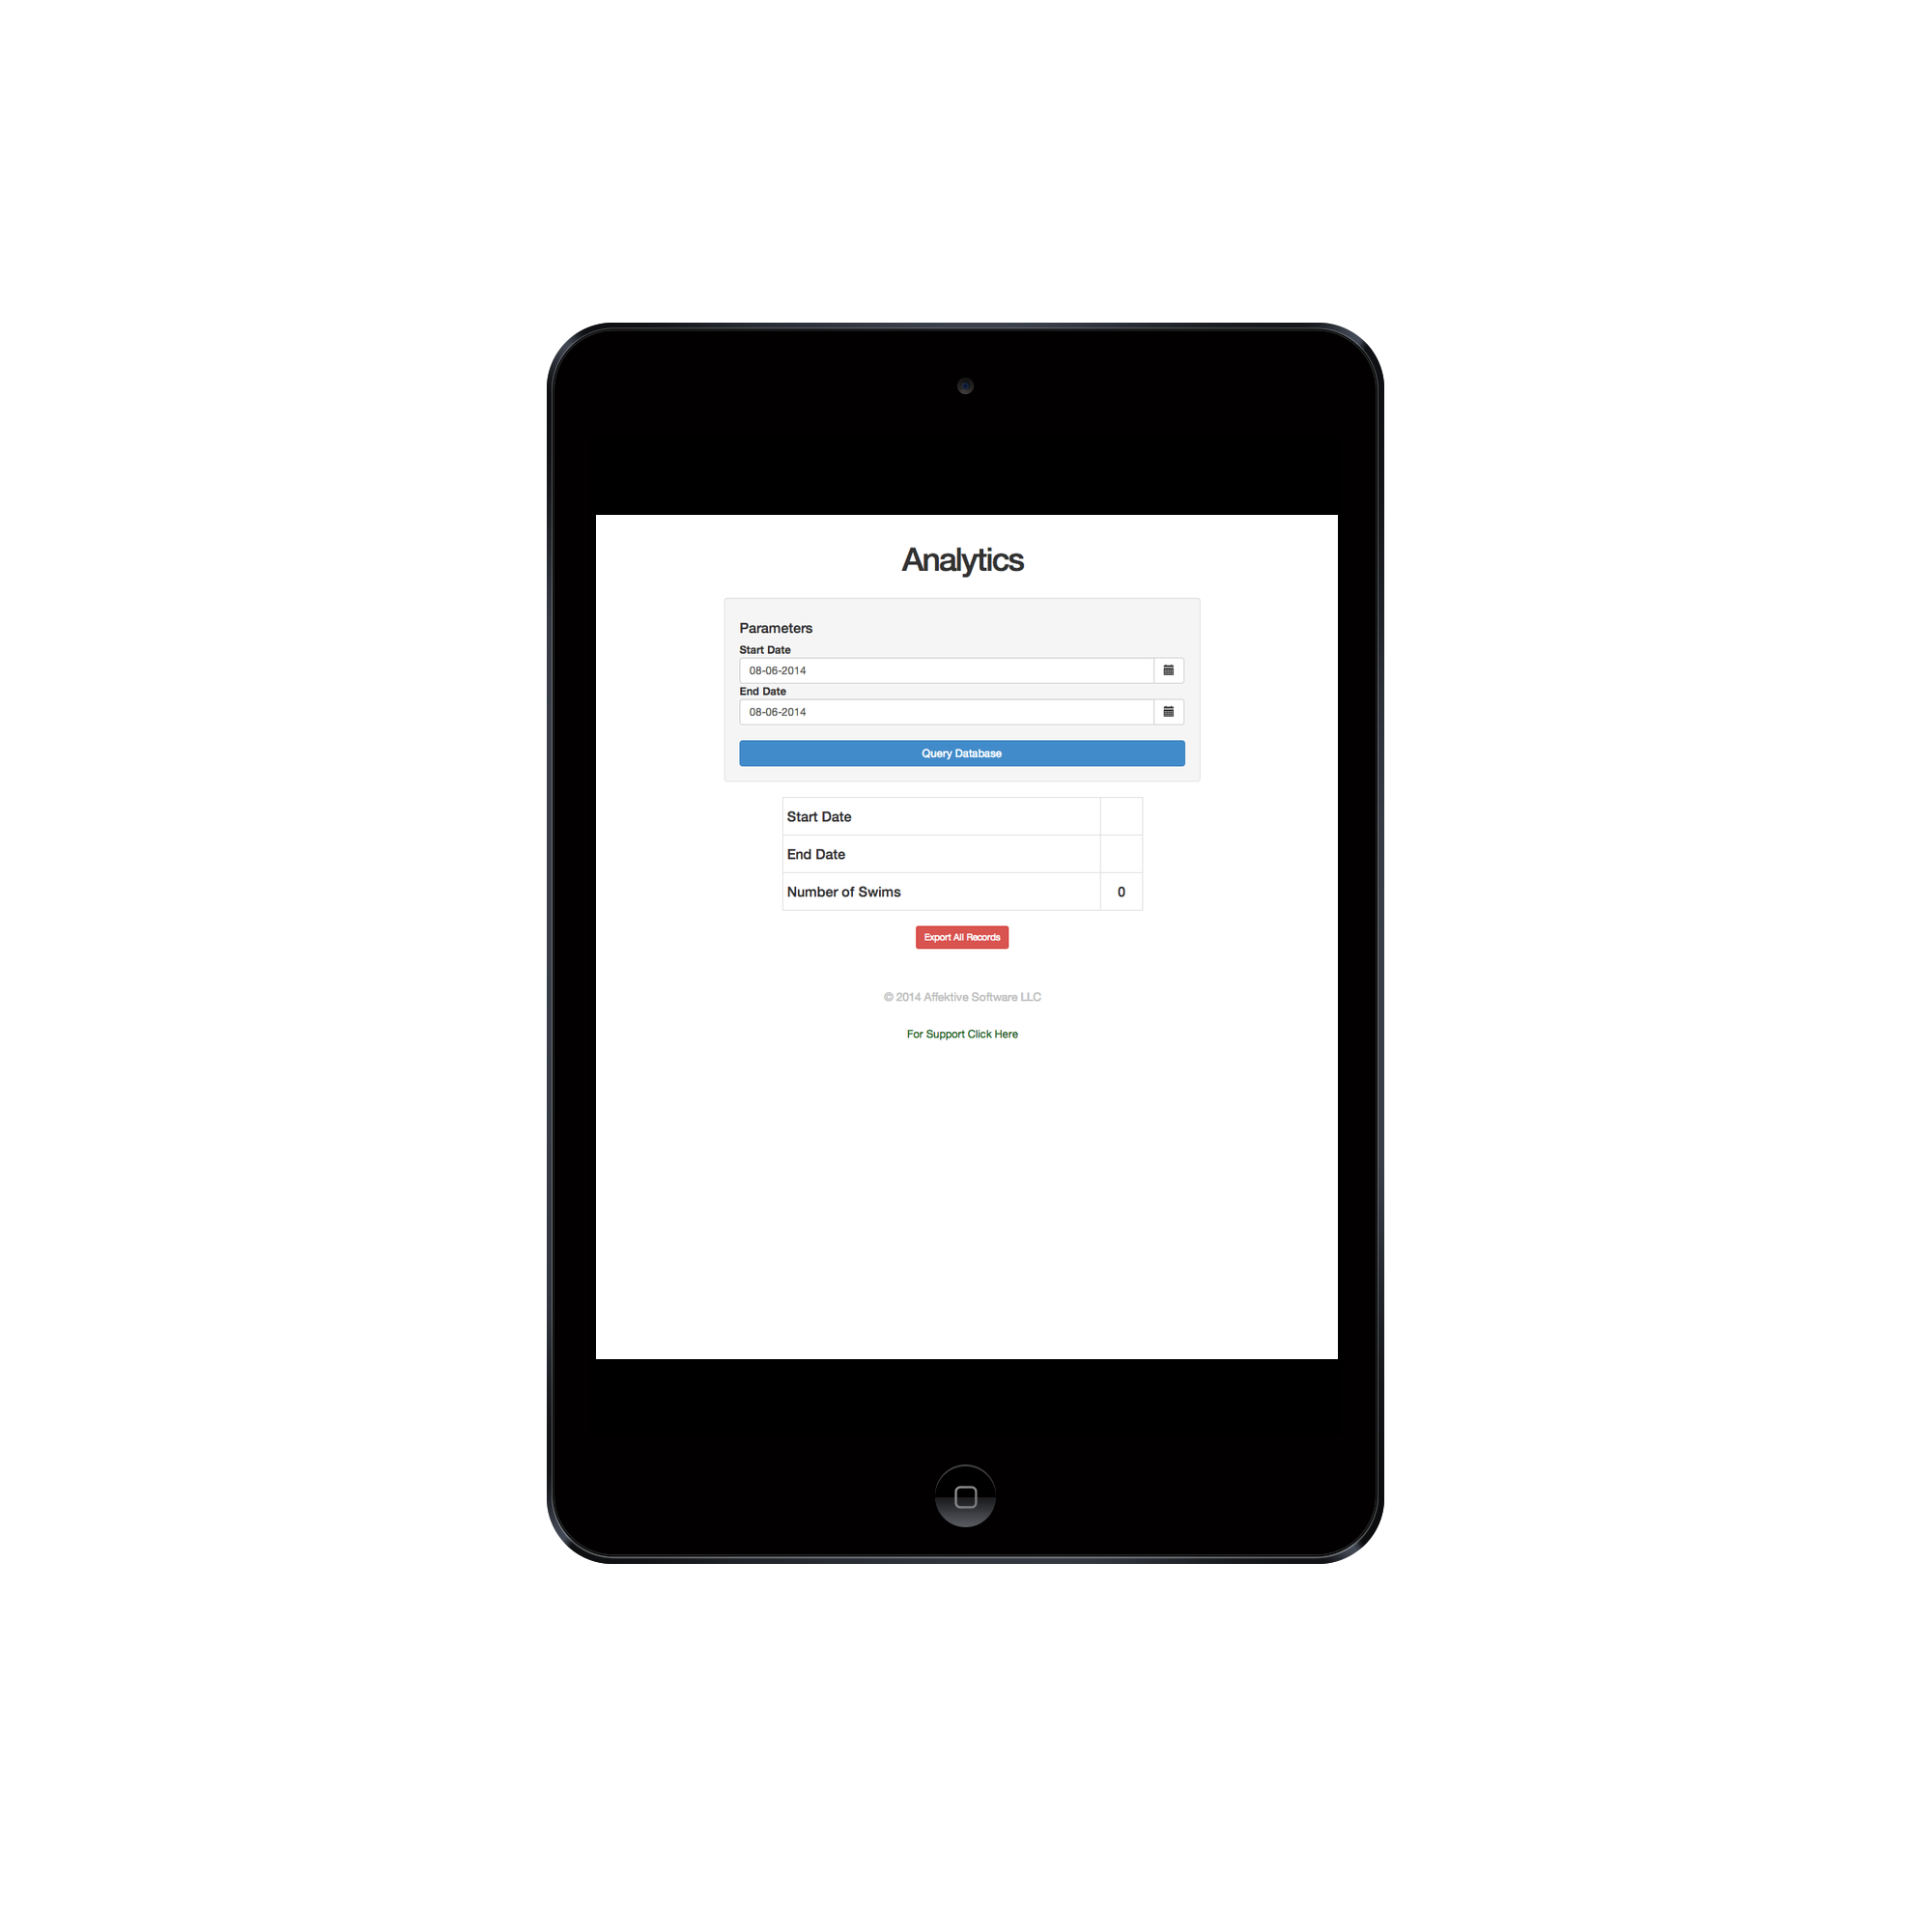 Analytics
Parameters
Start Date
08-06-2014
End Date
08-06-2014
Query Database
Start Date
End Date
Number of Swims 0
Export All Records
© 2014 Affektive Software LLC
For Support Click Here